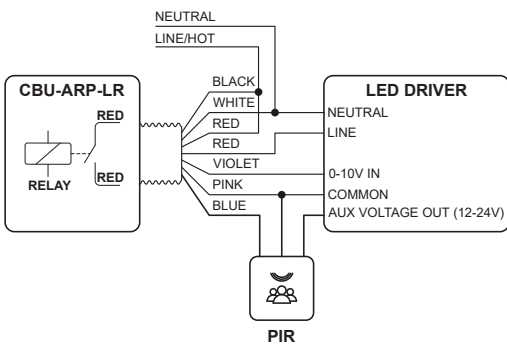 NEUTRAL
LINE/HOT
CBU-ARP-LR
RED
RED
RELAY
BLACK
WHITE
RED
RED
VIOLET
PINK
BLUE
LED DRIVER
NEUTRAL
LINE
0-10V IN
COMMON
AUX VOLTAGE OUT (12-24V)
PIR